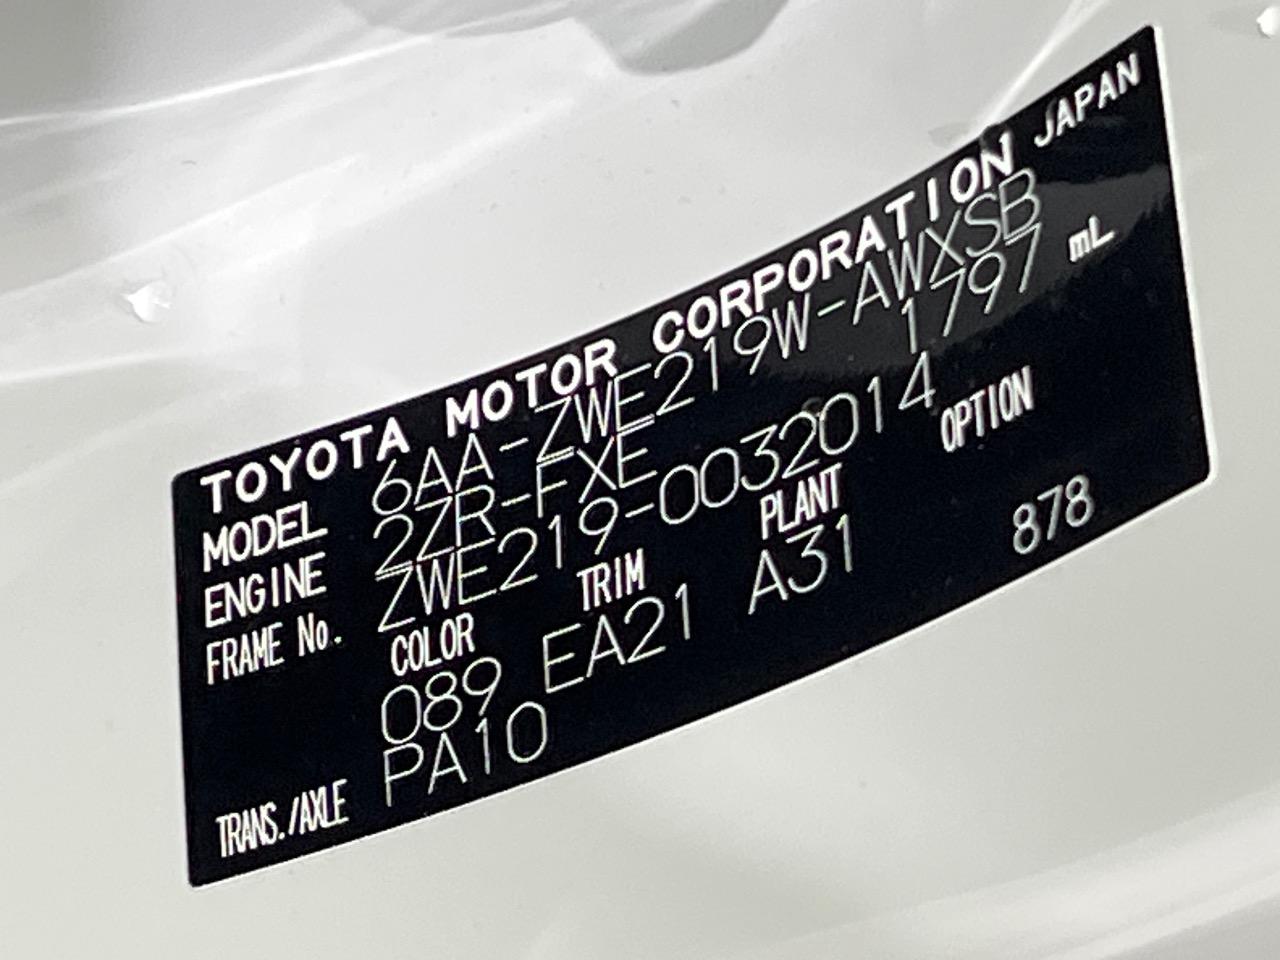 TOYOTA MOTOR CORPORATION JAPAN
MODEL 6AA-ZWE219W-AWXSB
ENGINE 2ZR-FXE 1797 mL
FRAME No. ZWE219-0032014
COLOR TRIM PLANT OPTION
089 EA21 A31 878
TRANS./AXLE PA10